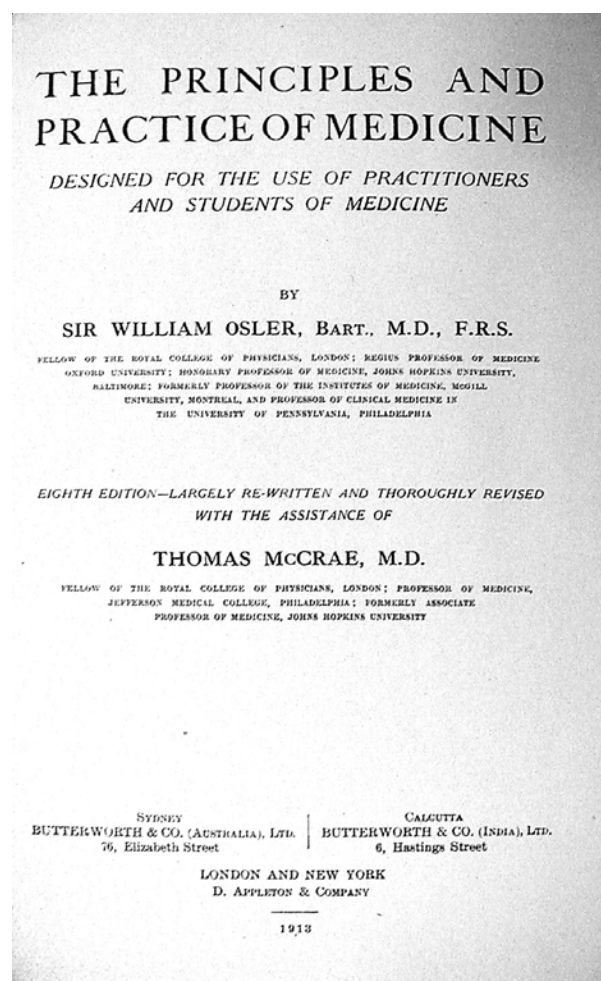 THE PRINCIPLES AND
PRACTICE OF MEDICINE
DESIGNED FOR THE USE OF PRACTITIONERS
AND STUDENTS OF MEDICINE
BY
SIR WILLIAM OSLER, BART., M.D., F.R.S.
FELLOW OF THE ROYAL COLLEGE OF PHYSICIANS, LONDON; REGIUS PROFESSOR OF MEDICINE
OXFORD UNIVERSITY; HONORARY PROFESSOR OF MEDICINE, JOHNS HOPKINS UNIVERSITY,
BALTIMORE; FORMERLY PROFESSOR OF THE INSTITUTES OF MEDICINE, McGILL
UNIVERSITY, MONTREAL, AND PROFESSOR OF CLINICAL MEDICINE IN
THE UNIVERSITY OF PENNSYLVANIA, PHILADELPHIA
EIGHTH EDITION—LARGELY RE-WRITTEN AND THOROUGHLY REVISED
WITH THE ASSISTANCE OF
THOMAS McCRAE, M.D.
FELLOW OF THE ROYAL COLLEGE OF PHYSICIANS, LONDON; PROFESSOR OF MEDICINE,
JEFFERSON MEDICAL COLLEGE, PHILADELPHIA; FORMERLY ASSOCIATE
PROFESSOR OF MEDICINE, JOHNS HOPKINS UNIVERSITY
SYDNEY
BUTTERWORTH & CO. (AUSTRALIA), LTD.
76, Elizabeth Street
CALCUTTA
BUTTERWORTH & CO. (INDIA), LTD.
6, Hastings Street
LONDON AND NEW YORK
D. APPLETON & COMPANY
1913